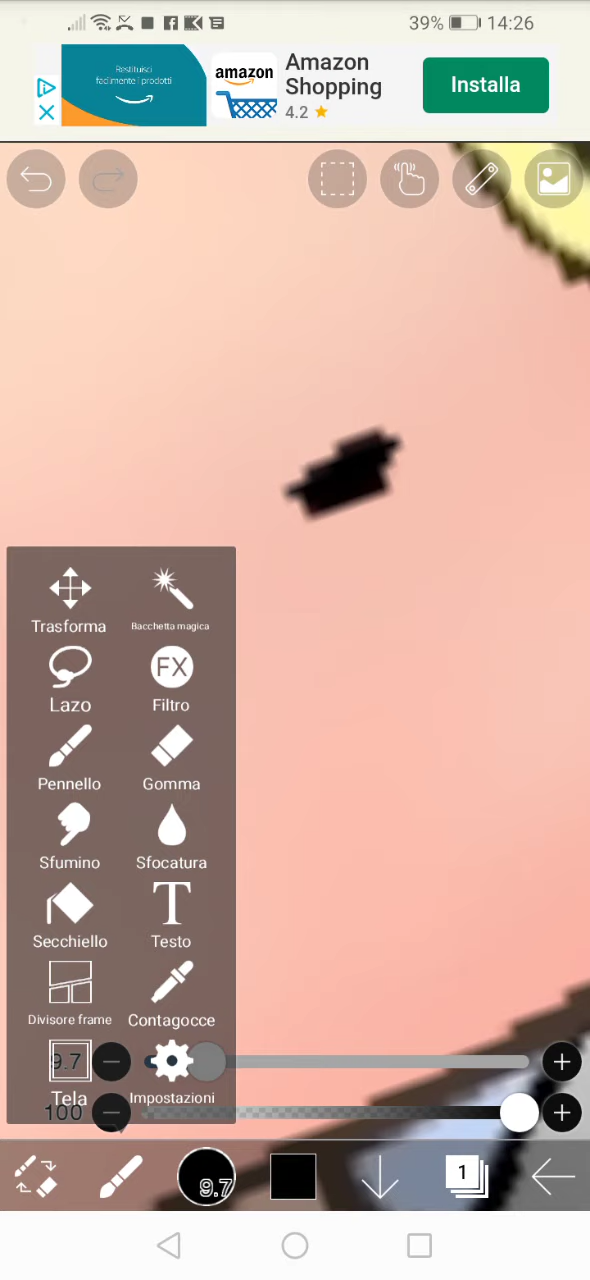 39% 14:26
Restituisci
facilmente i prodotti
amazon
Amazon
Shopping
4.2
Installa
Trasforma
Bacchetta magica
Lazo
FX
Filtro
Pennello
Gomma
Sfumino
Sfocatura
Secchiello
T
Testo
Divisore frame
Contagocce
9.7
Tela
Impostazioni
100
9.7
1